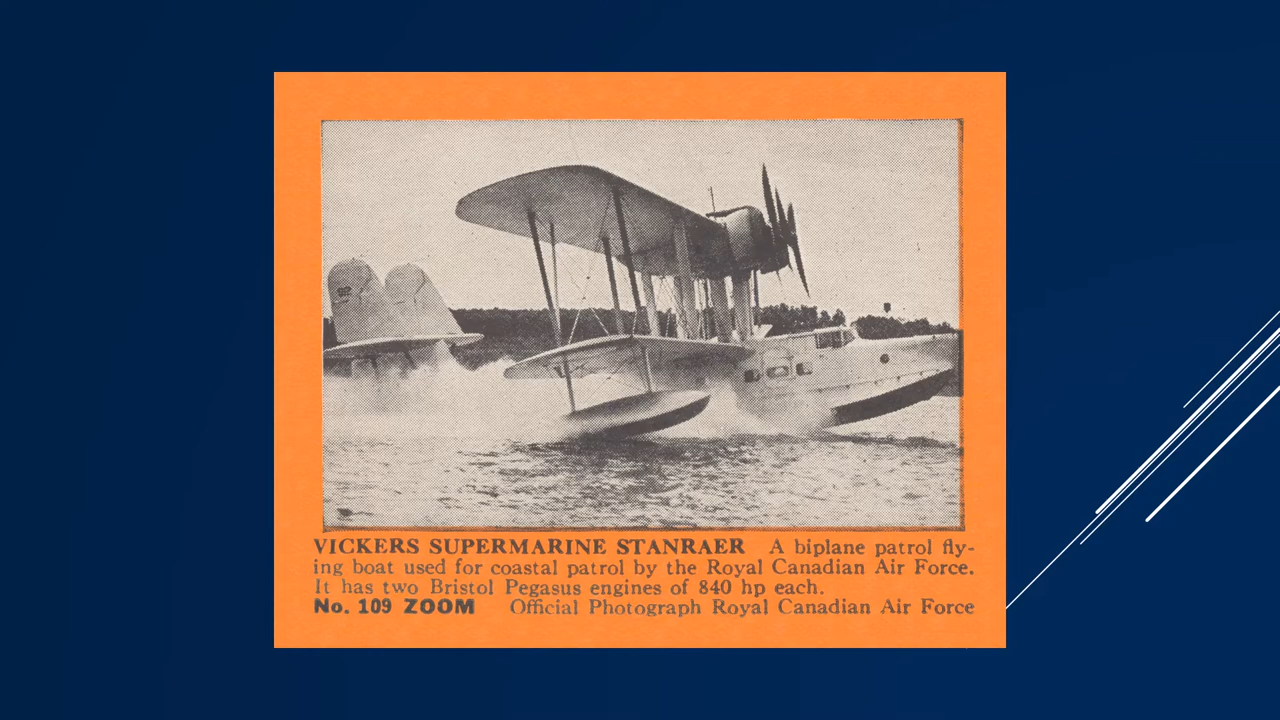 VICKERS SUPERMARINE STANRAER A biplane patrol fly-
ing boat used for coastal patrol by the Royal Canadian Air Force.
It has two Bristol Pegasus engines of 840 hp each.
No. 109 ZOOM Official Photograph Royal Canadian Air Force